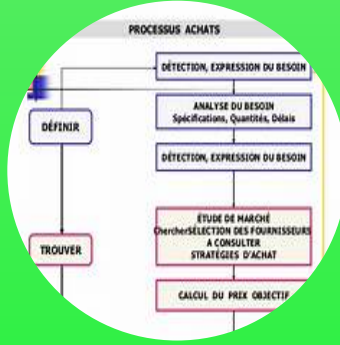 PROCESSUS ACHATS
DÉTECTION, EXPRESSION DU BESOIN
ANALYSE DU BESOIN
Spécifications, Quantités, Délais
DÉFINIR
DÉTECTION, EXPRESSION DU BESOIN
ÉTUDE DE MARCHÉ
ChercherSÉLECTION DES FOURNISSEURS
A CONSULTER
STRATÉGIES D'ACHAT
TROUVER
CALCUL DU PRIX OBJECTIF